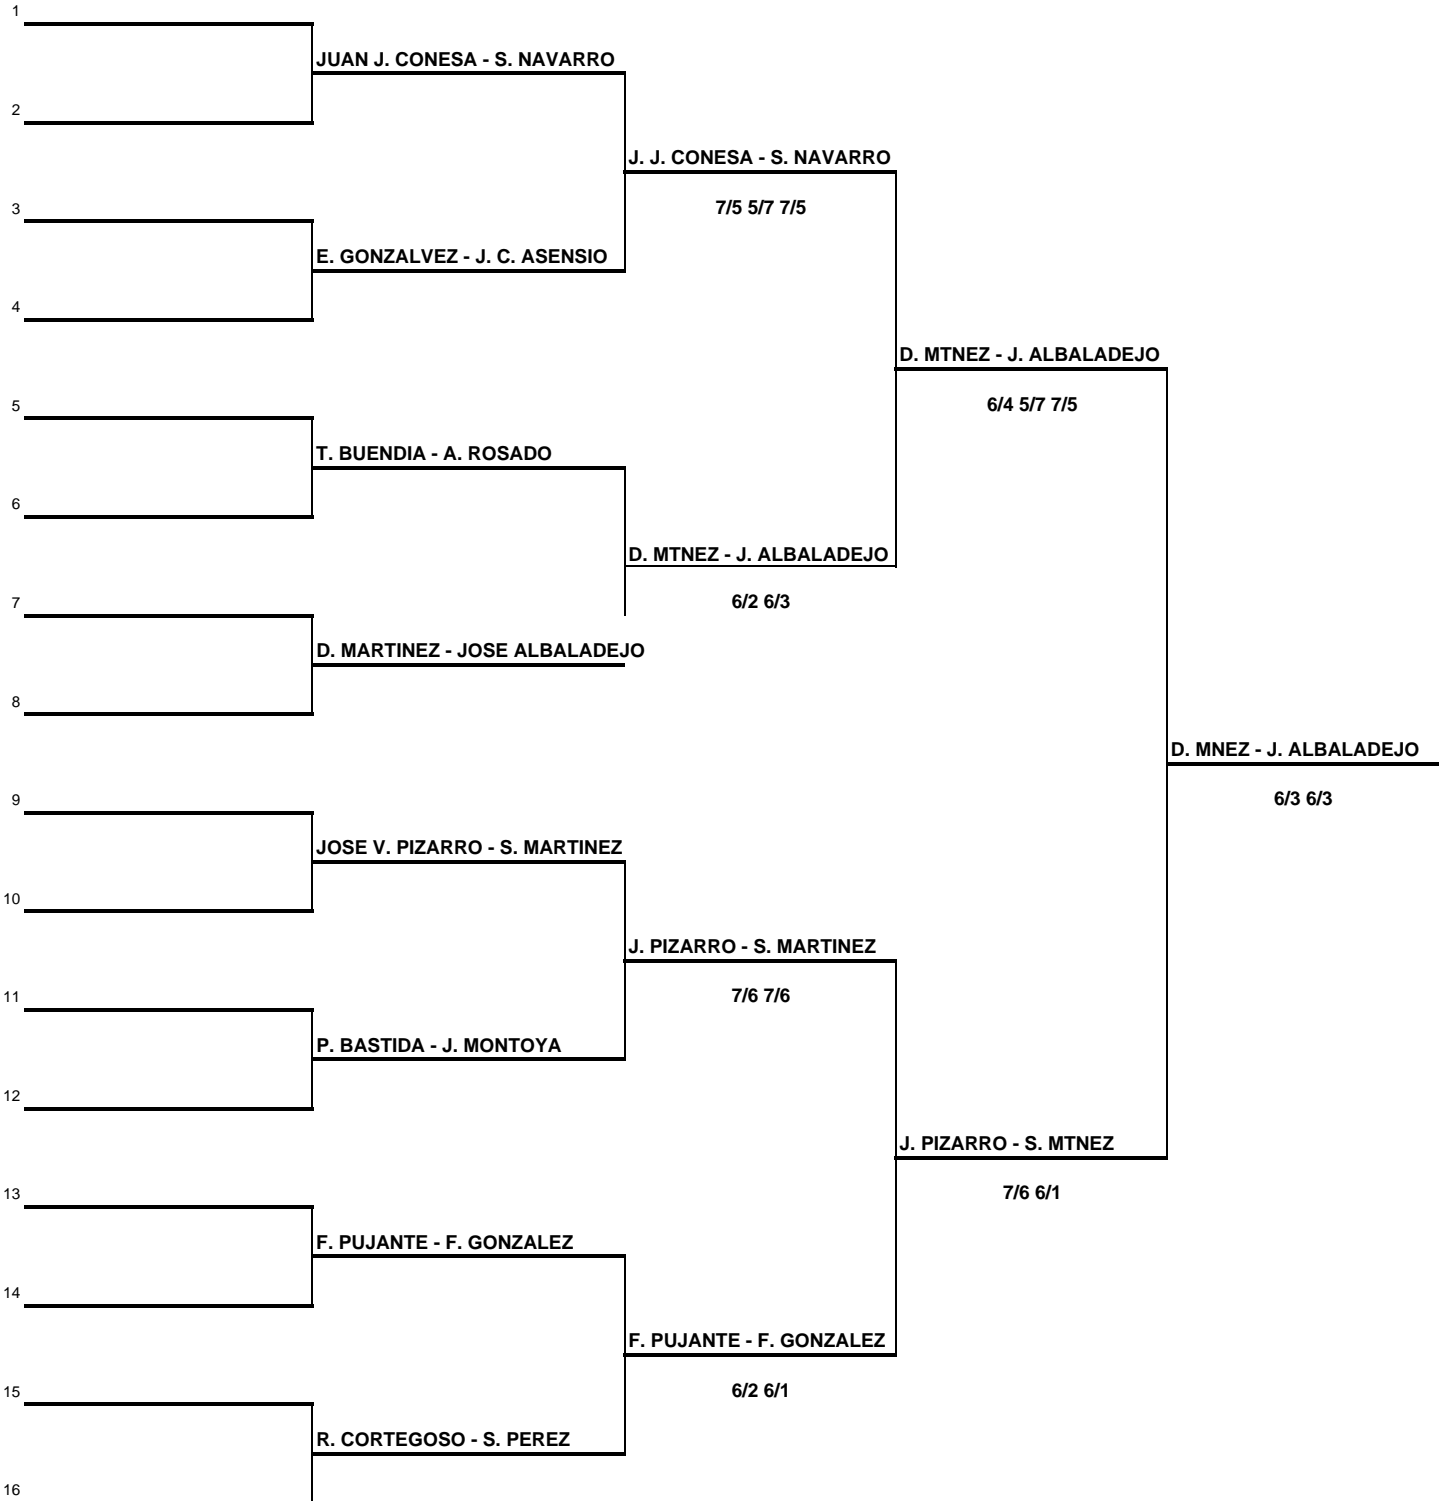 1
JUAN J. CONESA - S. NAVARRO
2
J. J. CONESA - S. NAVARRO
3
7/5 5/7 7/5
E. GONZALVEZ - J. C. ASENSIO
4
D. MTNEZ - J. ALBALADEJO
5
6/4 5/7 7/5
T. BUENDIA - A. ROSADO
6
D. MTNEZ - J. ALBALADEJO
7
6/2 6/3
D. MARTINEZ - JOSE ALBALADEJO
8
D. MNEZ - J. ALBALADEJO
9
6/3 6/3
JOSE V. PIZARRO - S. MARTINEZ
10
J. PIZARRO - S. MARTINEZ
11
7/6 7/6
P. BASTIDA - J. MONTOYA
12
J. PIZARRO - S. MTNEZ
13
7/6 6/1
F. PUJANTE - F. GONZALEZ
14
F. PUJANTE - F. GONZALEZ
15
6/2 6/1
R. CORTEGOSO - S. PEREZ
16